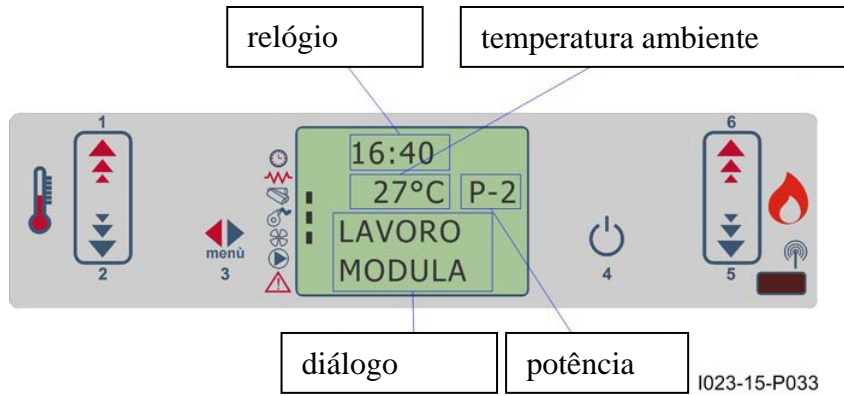 relógio
temperatura ambiente
1
6
16:40
27°C P-2
LAVORO
MODULA
menù
2
3
4
5
diálogo
potência
I023-15-P033